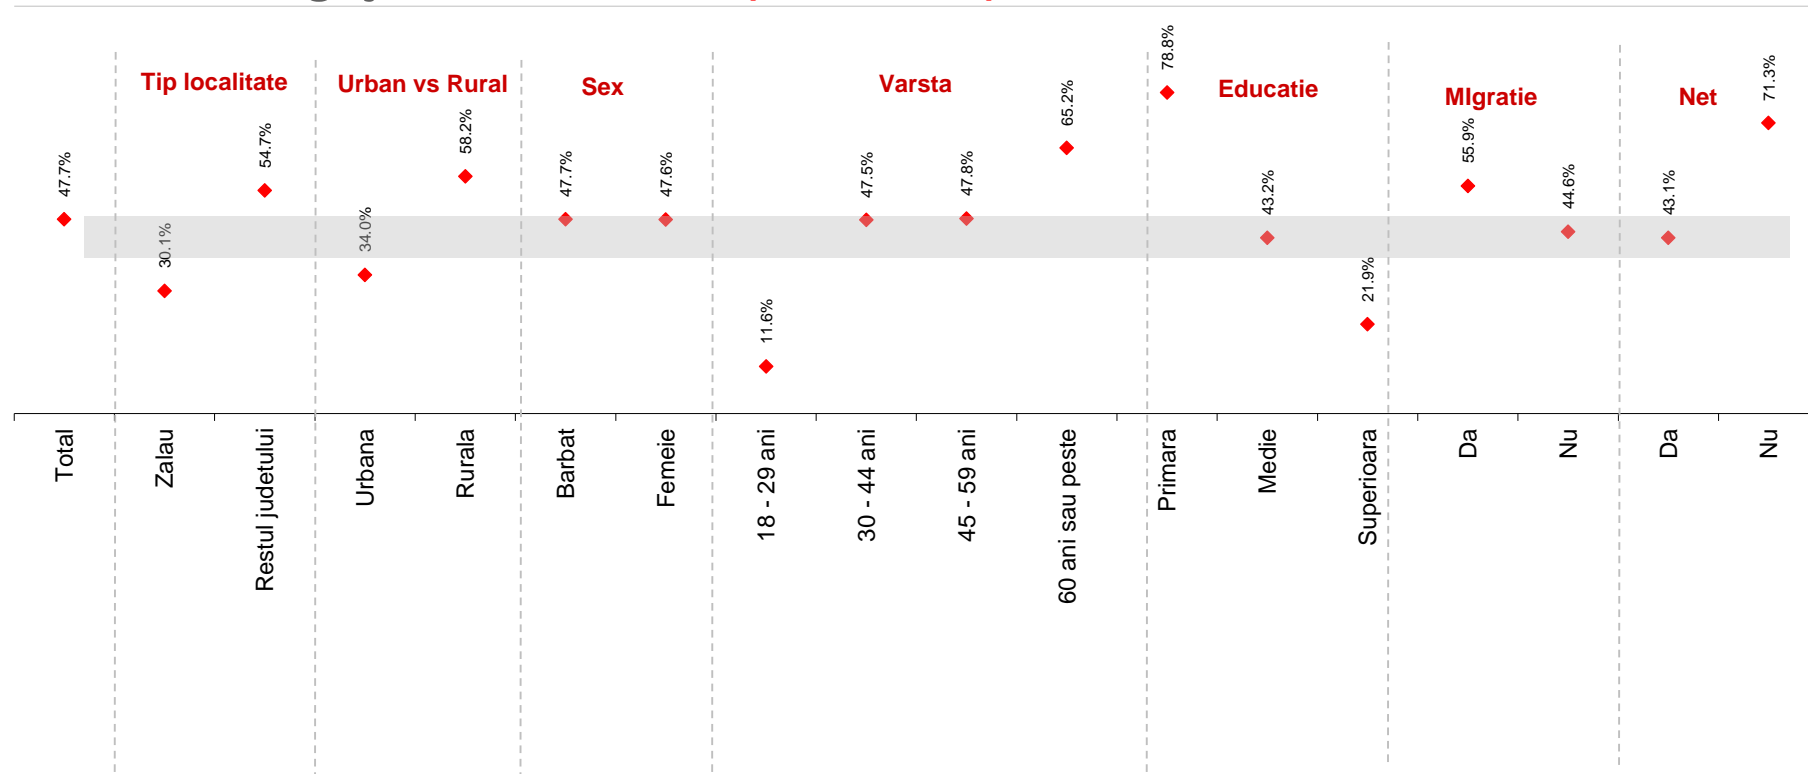 Tip localitate
Urban vs Rural
Sex
Varsta
Educatie
MIgratie
Net
47.7%
30.1%
54.7%
34.0%
58.2%
47.7%
47.6%
11.6%
47.5%
47.8%
65.2%
78.8%
43.2%
21.9%
55.9%
44.6%
43.1%
71.3%
Total
Zalau
Restul judetului
Urbana
Rurala
Barbat
Femeie
18 - 29 ani
30 - 44 ani
45 - 59 ani
60 ani sau peste
Primara
Medie
Superioara
Da
Nu
Da
Nu